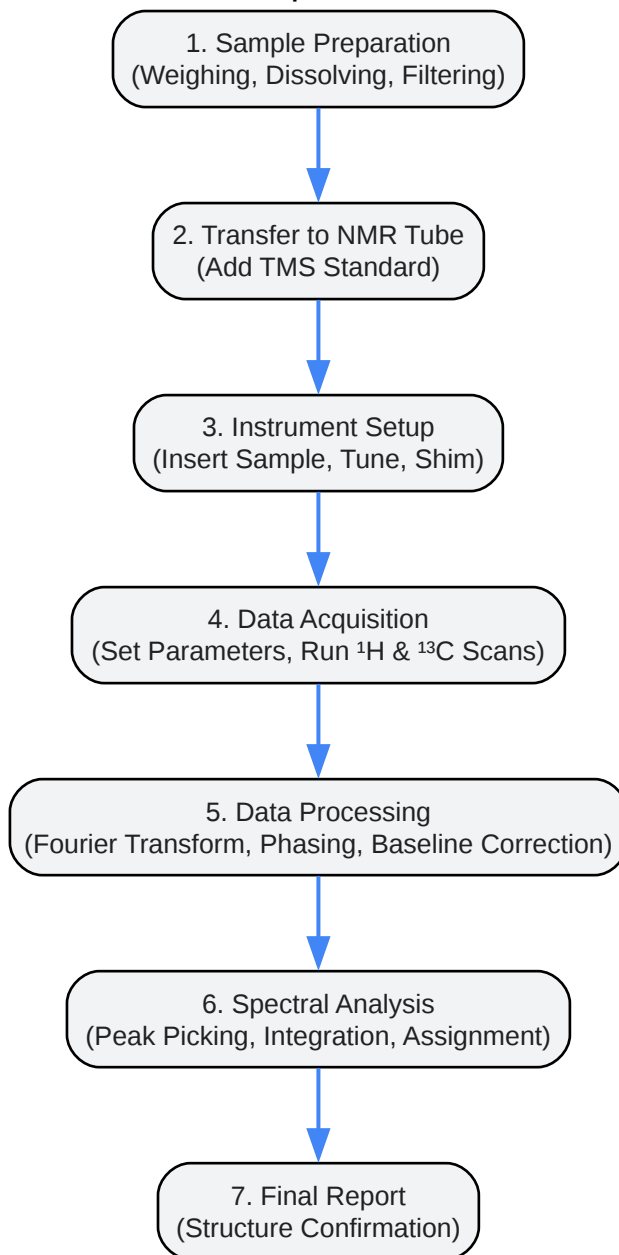 1. Sample Preparation
(Weighing, Dissolving, Filtering)
2. Transfer to NMR Tube
(Add TMS Standard)
3. Instrument Setup
(Insert Sample, Tune, Shim)
4. Data Acquisition
(Set Parameters, Run ¹H & ¹³C Scans)
5. Data Processing
(Fourier Transform, Phasing, Baseline Correction)
6. Spectral Analysis
(Peak Picking, Integration, Assignment)
7. Final Report
(Structure Confirmation)